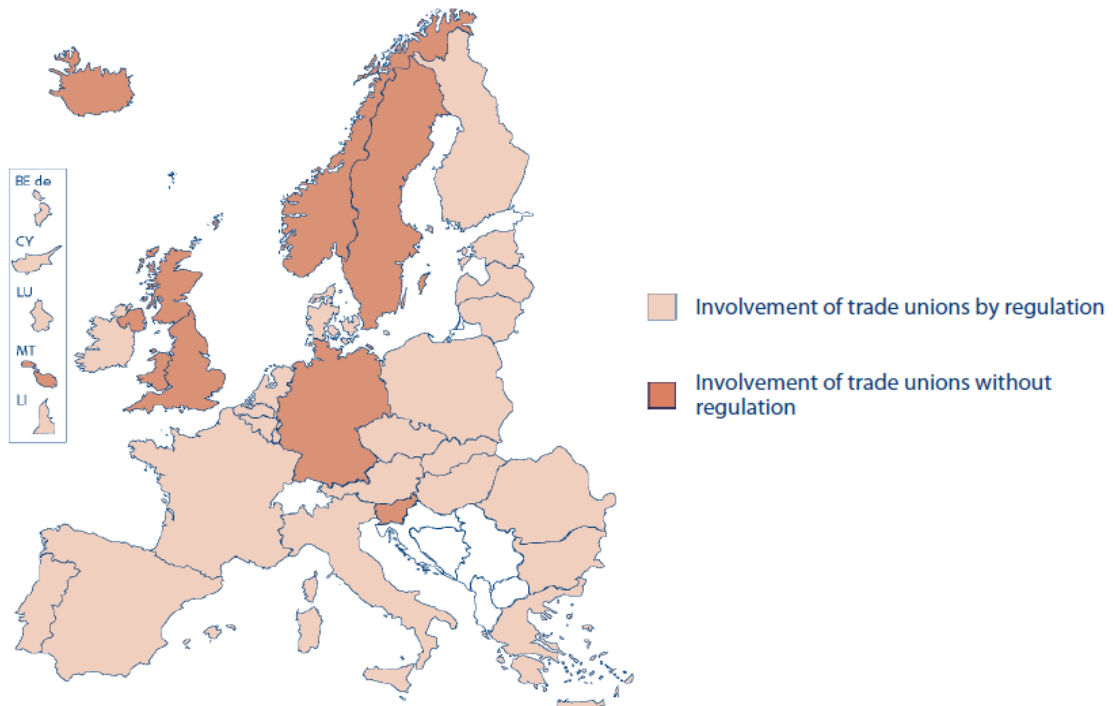 BE de
CY
LU
MT
LI
Involvement of trade unions by regulation
Involvement of trade unions without
regulation